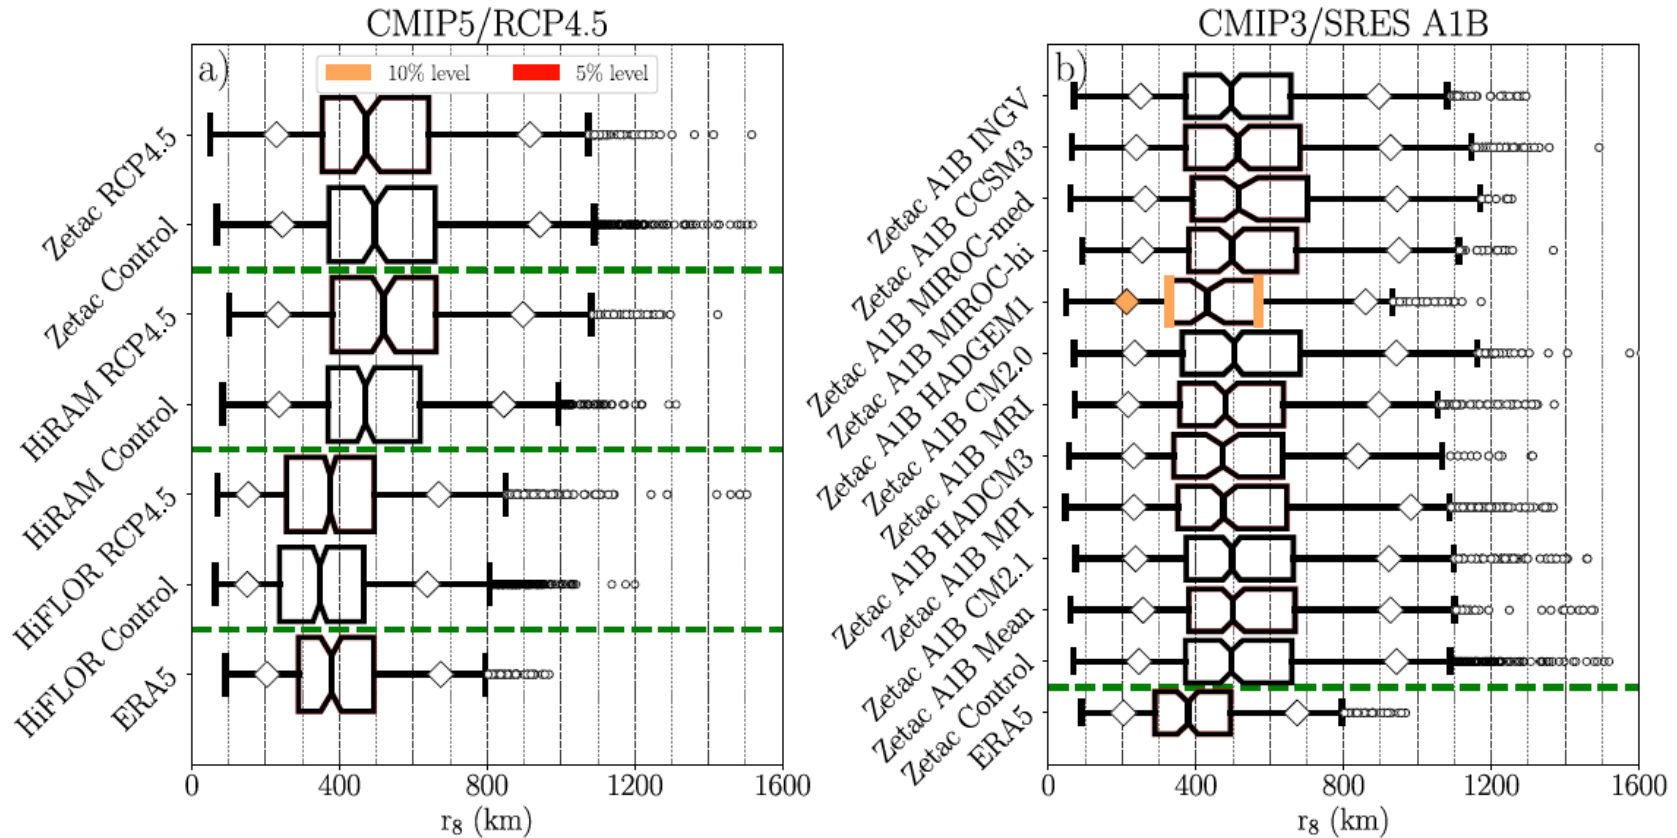 CMIP5/RCP4.5
a)
10% level
5% level
Zetac RCP4.5
Zetac Control
HiRAM RCP4.5
HiRAM Control
HiFLOR RCP4.5
HiFLOR Control
ERA5
0 400 800 1200 1600
r₈ (km)
CMIP3/SRES A1B
b)
Zetac A1B INGV
Zetac A1B CCSM3
Zetac A1B MIROC-med
Zetac A1B MIROC-hi
Zetac A1B HADGEM1
Zetac A1B CM2.0
Zetac A1B MRI
Zetac A1B HADCM3
Zetac A1B MPI
Zetac A1B CM2.1
Zetac A1B Mean
Zetac Control
ERA5
0 400 800 1200 1600
r₈ (km)